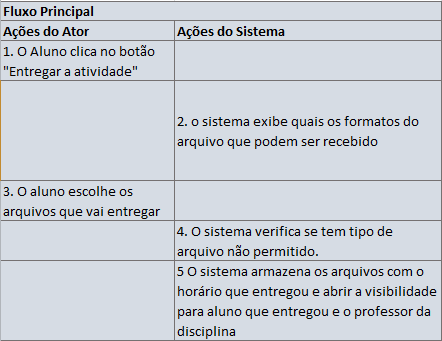 Fluxo Principal
Ações do Ator
Ações do Sistema
1. O Aluno clica no botão
"Entregar a atividade"
2. o sistema exibe quais os formatos do
arquivo que podem ser recebido
3. O aluno escolhe os
arquivos que vai entregar
4. O sistema verifica se tem tipo de
arquivo não permitido.
5 O sistema armazena os arquivos com o
horário que entregou e abrir a visibilidade
para aluno que entregou e o professor da
disciplina